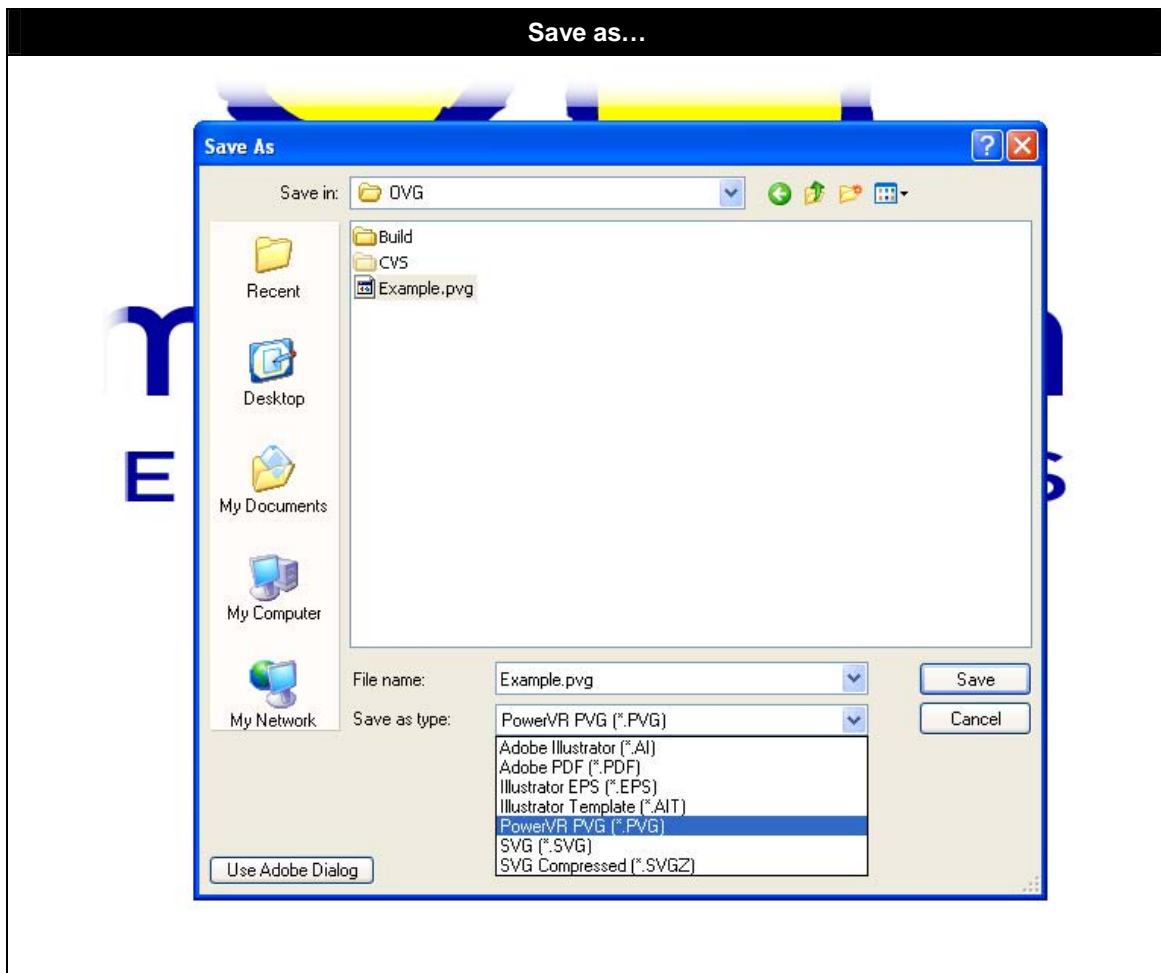 Save as…
Save As
Save in:
OVG
Build
CVS
Example.pvg
Recent
Desktop
My Documents
My Computer
My Network
File name:
Example.pvg
Save
Save as type:
PowerVR PVG (*.PVG)
Cancel
Adobe Illustrator (*.AI)
Adobe PDF (*.PDF)
Illustrator EPS (*.EPS)
Illustrator Template (*.AIT)
PowerVR PVG (*.PVG)
SVG (*.SVG)
SVG Compressed (*.SVGZ)
Use Adobe Dialog